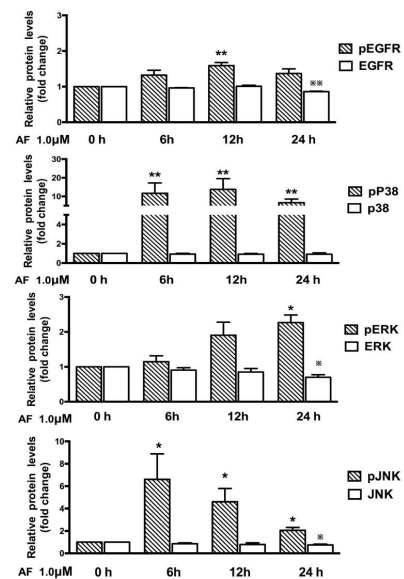 Relative protein levels
(fold change)
3
2
1
0
**
※※
pEGFR
EGFR
AF 1.0μM 0 h 6h 12h 24 h
Relative protein levels
(fold change)
30
20
10
4
2
0
**
**
**
pP38
p38
AF 1.0μM 0 h 6h 12h 24 h
Relative protein levels
(fold change)
3
2
1
0
*
※
pERK
ERK
AF 1.0μM 0 h 6h 12h 24 h
Relative protein levels
(fold change)
10
8
6
4
2
0
*
*
*
※
pJNK
JNK
AF 1.0μM 0 h 6h 12h 24 h